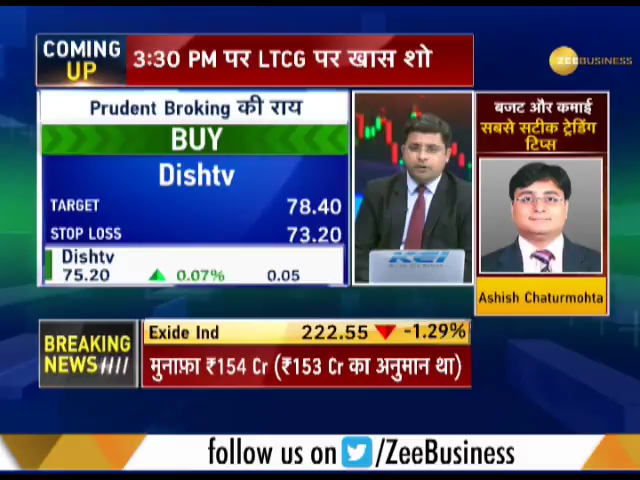 COMING
UP
3:30 PM पर LTCG पर खास शो
ZEEBUSINESS
Prudent Broking की राय
BUY
Dishtv
TARGET 78.40
STOP LOSS 73.20
Dishtv
75.20 0.07% 0.05
KEI
बजट और कमाई
सबसे सटीक ट्रेडिंग
टिप्स
Ashish Chaturmohta
BREAKING
NEWS
Exide Ind 222.55 -1.29%
मुनाफ़ा ₹154 Cr (₹153 Cr का अनुमान था)
follow us on /ZeeBusiness